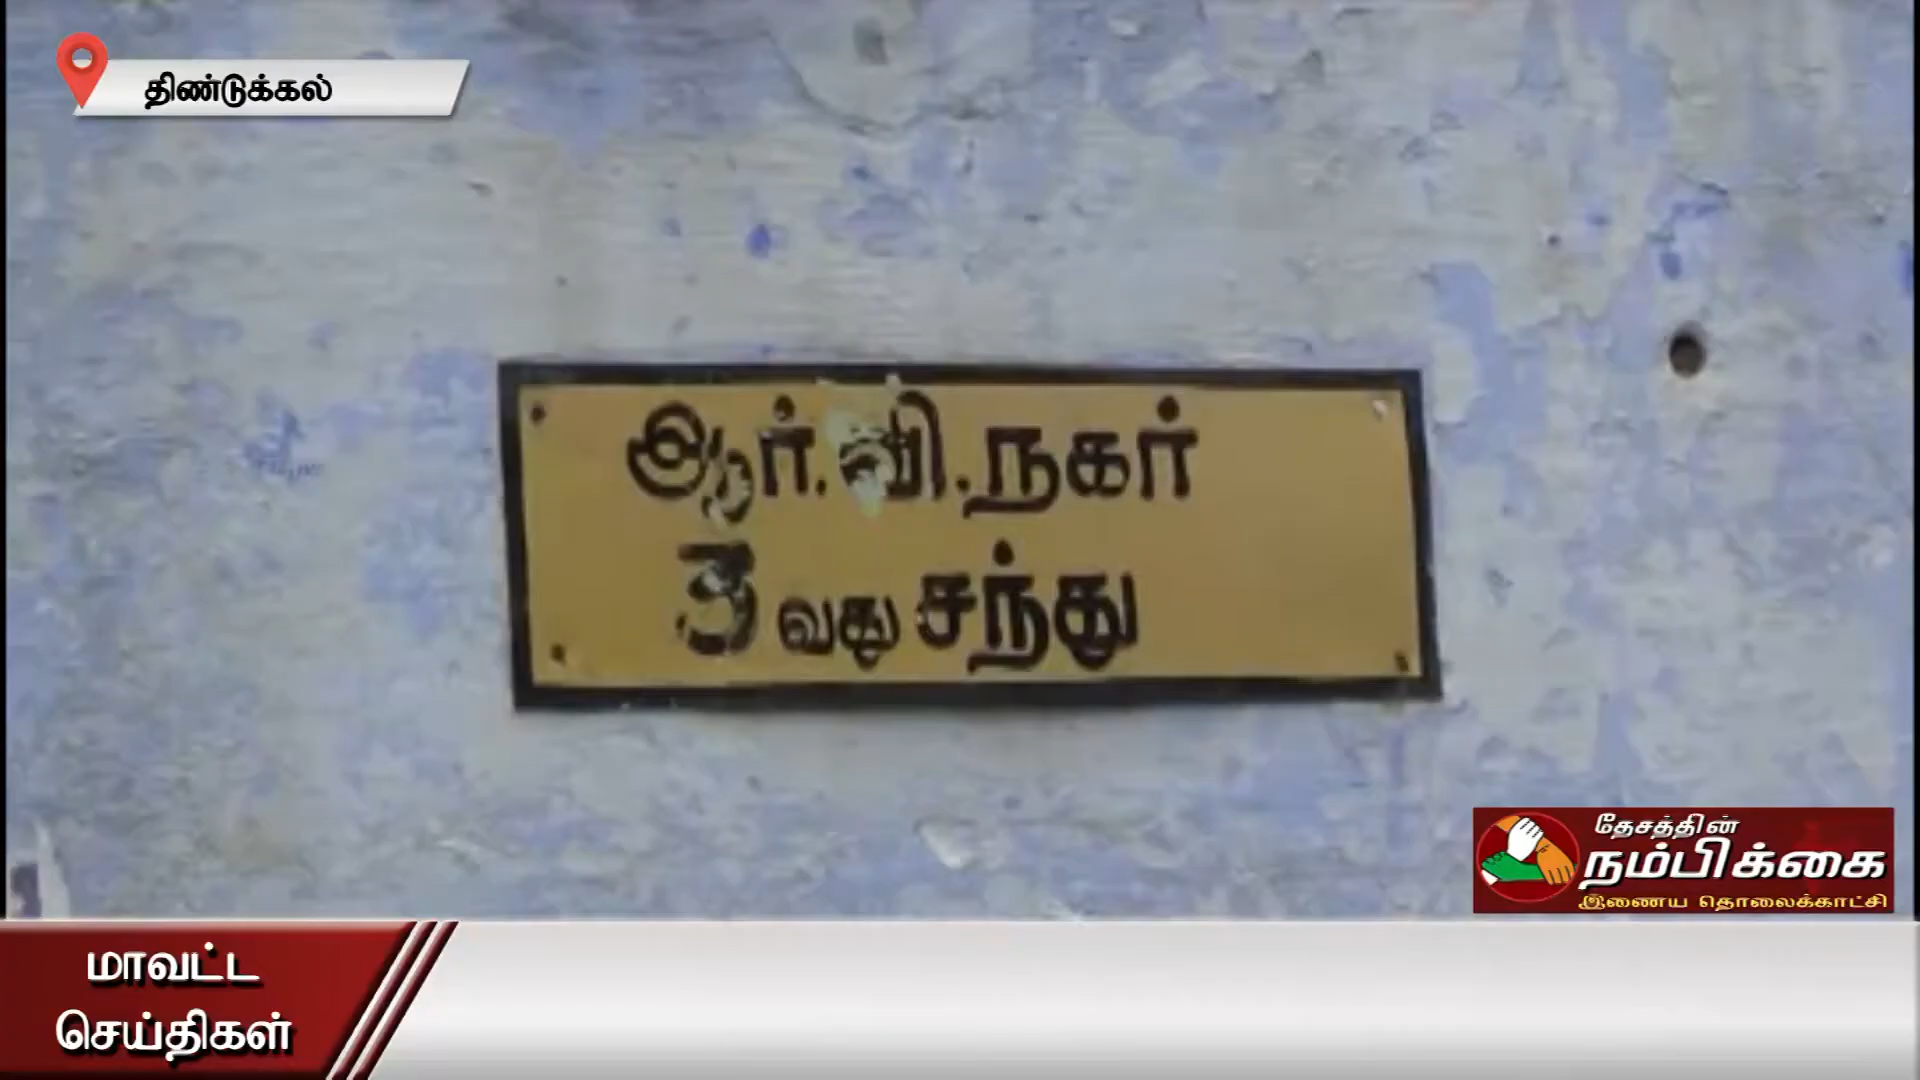 திண்டுக்கல்
ஆர்.வி.நகர்
3 வது சந்து
தேசத்தின்
நம்பிக்கை
இணைய தொலைக்காட்சி
மாவட்ட
செய்திகள்